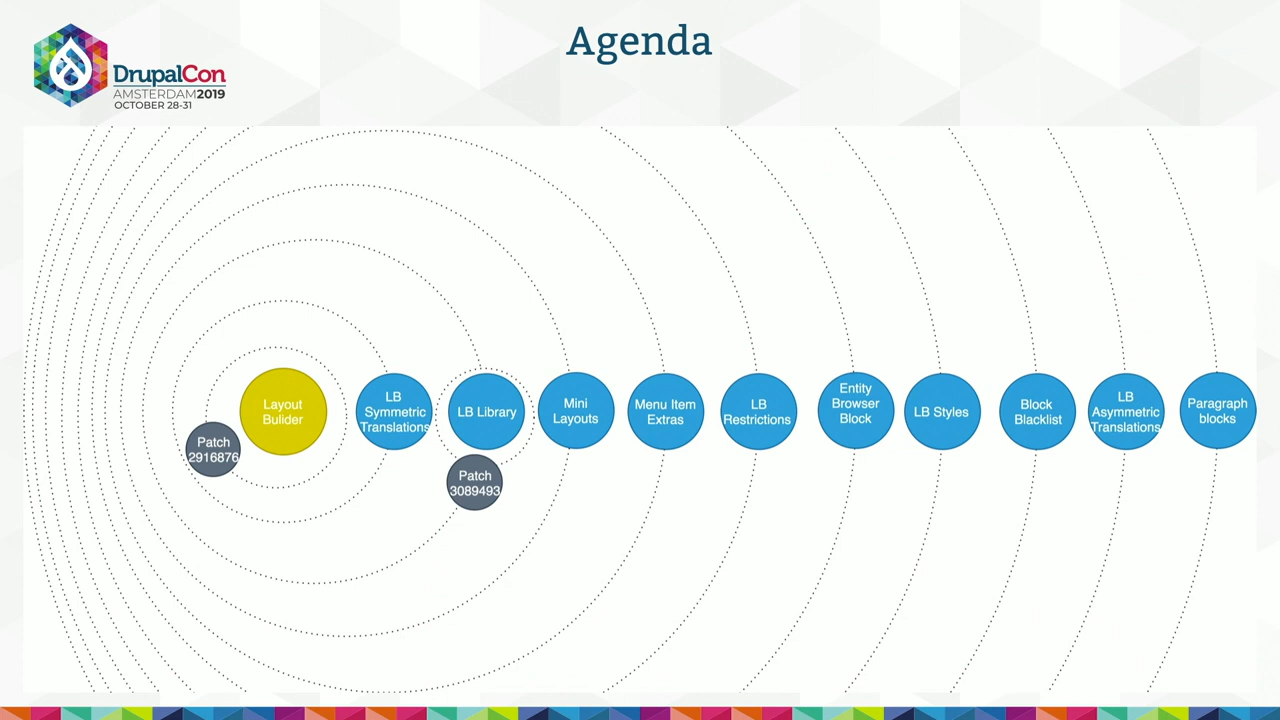 Agenda
DrupalCon
AMSTERDAM2019
OCTOBER 28-31
Layout
Bulider
Patch
2916876
LB
Symmetric
Translations
LB Library
Patch
3089493
Mini
Layouts
Menu Item
Extras
LB
Restrictions
Entity
Browser
Block
LB Styles
Block
Blacklist
LB
Asymmetric
Translations
Paragraph
blocks